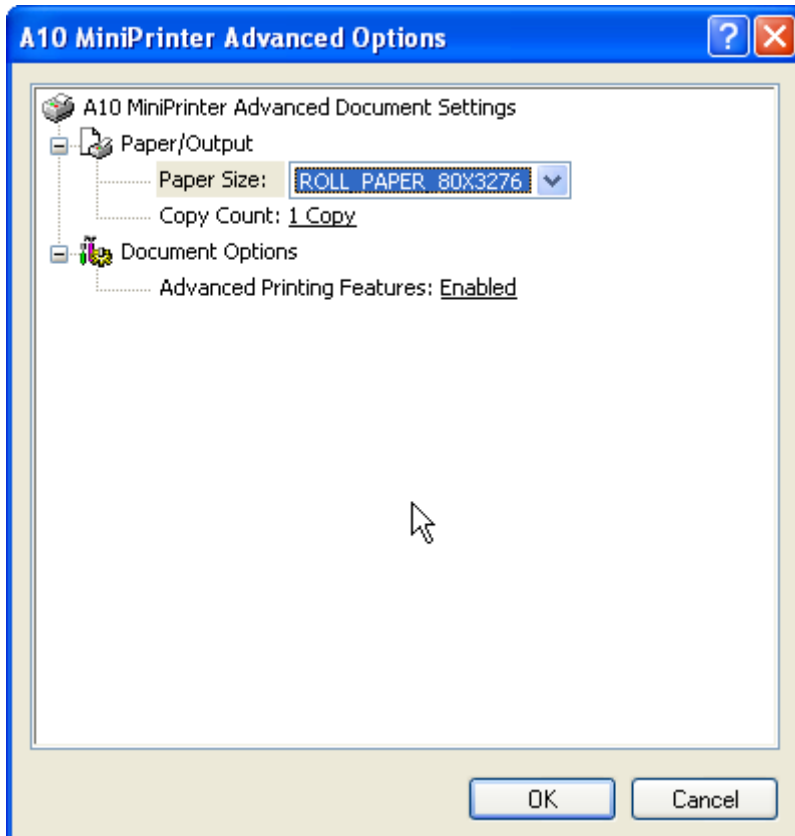 A10 MiniPrinter Advanced Options
A10 MiniPrinter Advanced Document Settings
Paper/Output
Paper Size: ROLL PAPER 80X3276
Copy Count: 1 Copy
Document Options
Advanced Printing Features: Enabled
OK Cancel